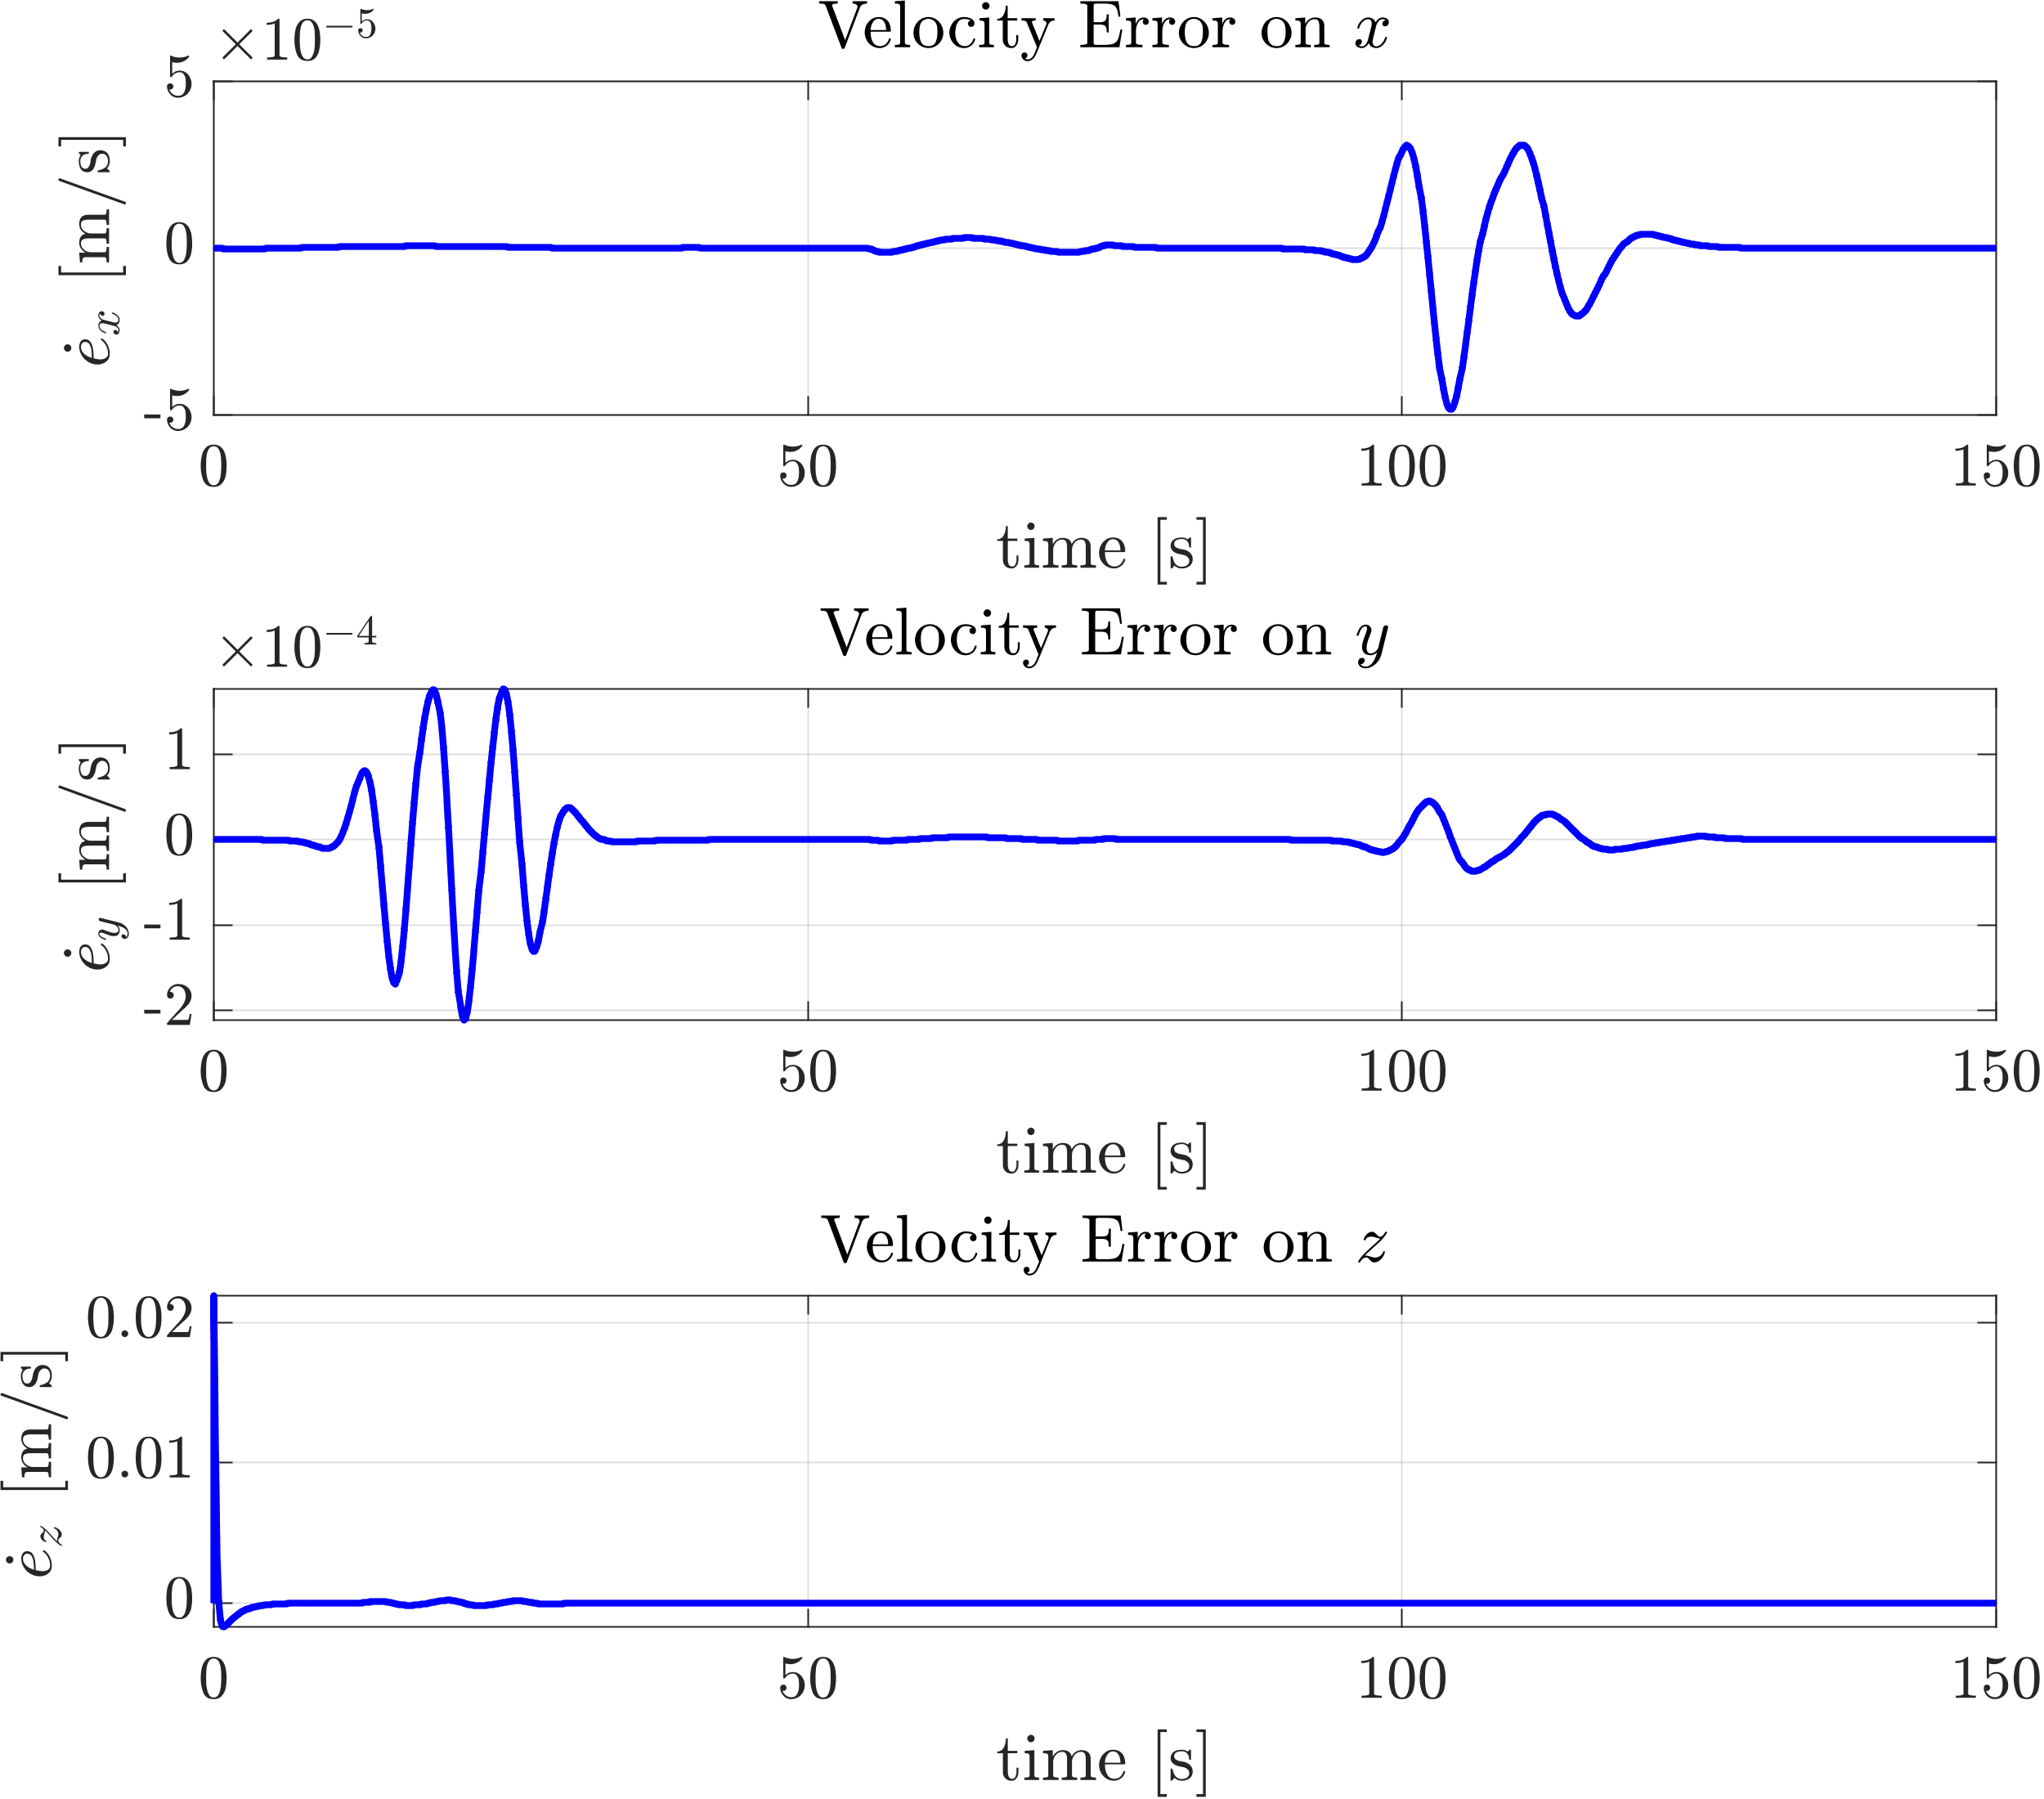 Velocity Error on x
×10⁻⁵
ė_x [m/s]
5
0
-5
0 50 100 150
time [s]
Velocity Error on y
×10⁻⁴
ė_y [m/s]
1
0
-1
-2
0 50 100 150
time [s]
Velocity Error on z
ė_z [m/s]
0.02
0.01
0
0 50 100 150
time [s]